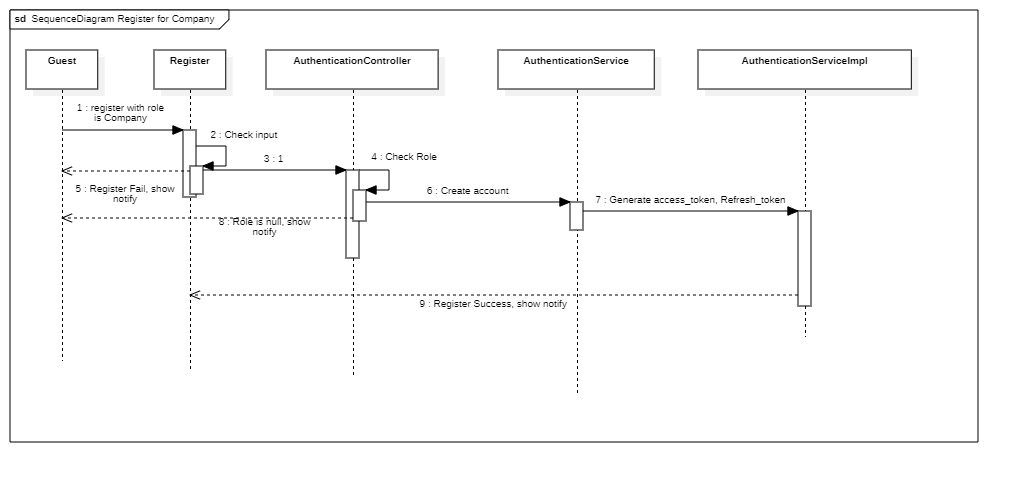 sd SequenceDiagram Register for Company
Guest
Register
AuthenticationController
AuthenticationService
AuthenticationServiceImpl
1 : register with role
is Company
2 : Check input
3 : 1
4 : Check Role
5 : Register Fail, show
notify
6 : Create account
7 : Generate access_token, Refresh_token
8 : Role is null, show
notify
9 : Register Success, show notify